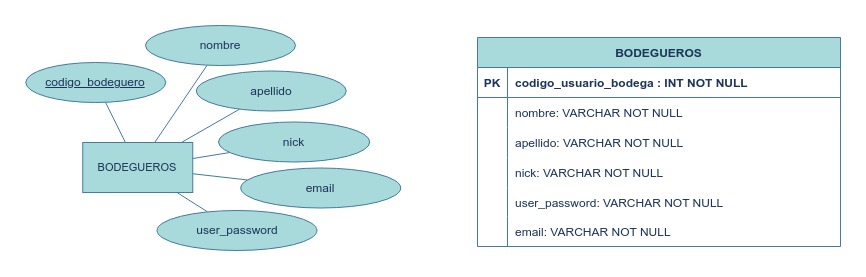 nombre
codigo_bodeguero
apellido
nick
BODEGUEROS
email
user_password
BODEGUEROS
PK codigo_usuario_bodega : INT NOT NULL
nombre: VARCHAR NOT NULL
apellido: VARCHAR NOT NULL
nick: VARCHAR NOT NULL
user_password: VARCHAR NOT NULL
email: VARCHAR NOT NULL